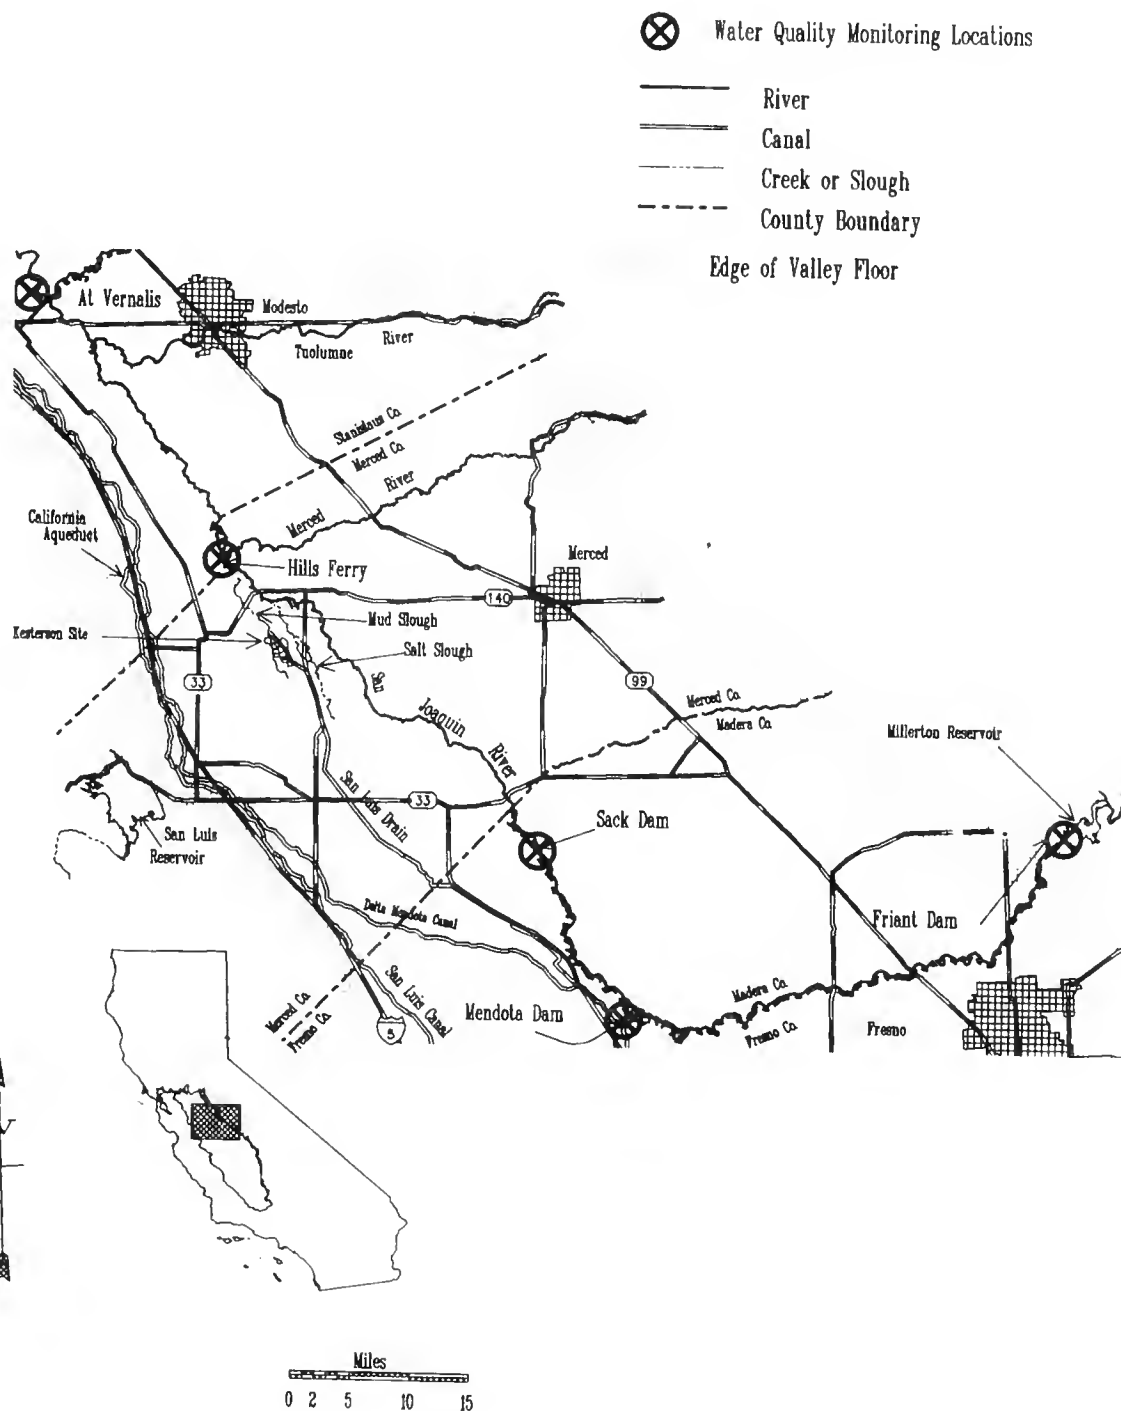 Water Quality Monitoring Locations
River
Canal
Creek or Slough
County Boundary
Edge of Valley Floor
At Vernalis
Modesto
Tuolumne
River
Stanislaus Co.
Merced Co.
Merced
River
California
Aqueduct
Hills Ferry
Merced
140
Mud Slough
Kesterson Site
Salt Slough
33
San
Joaquin
River
99
Merced Co.
Madera Co.
Millerton Reservoir
San Luis Drain
33
Sack Dam
San Luis
Reservoir
Delta Mendota Canal
Friant Dam
San Luis Canal
Mendota Dam
Madera Co.
Fresno Co.
Fresno
Merced Co.
Fresno Co.
5
Miles
0 2 5 10 15